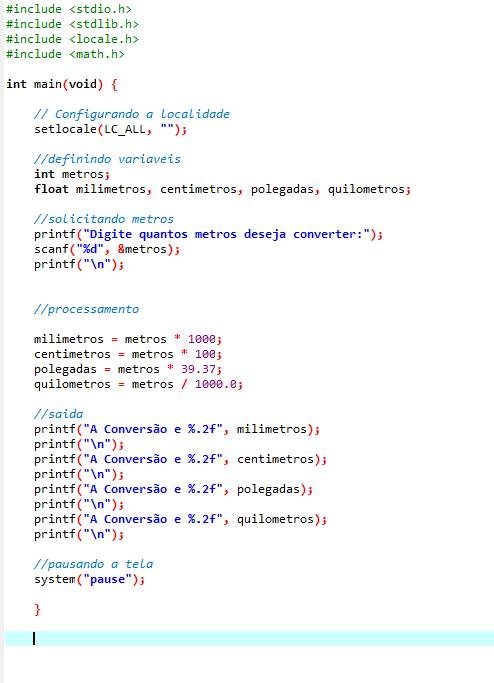 #include <stdio.h>
#include <stdlib.h>
#include <locale.h>
#include <math.h>
int main(void) {
// Configurando a localidade
setlocale(LC_ALL, "");
//definindo variaveis
int metros;
float milimetros, centimetros, polegadas, quilometros;
//solicitando metros
printf("Digite quantos metros deseja converter:");
scanf("%d", &metros);
printf("\n");
//processamento
milimetros = metros * 1000;
centimetros = metros * 100;
polegadas = metros * 39.37;
quilometros = metros / 1000.0;
//saida
printf("A Conversão e %.2f", milimetros);
printf("\n");
printf("A Conversão e %.2f", centimetros);
printf("\n");
printf("A Conversão e %.2f", polegadas);
printf("\n");
printf("A Conversão e %.2f", quilometros);
printf("\n");
//pausando a tela
system("pause");
}